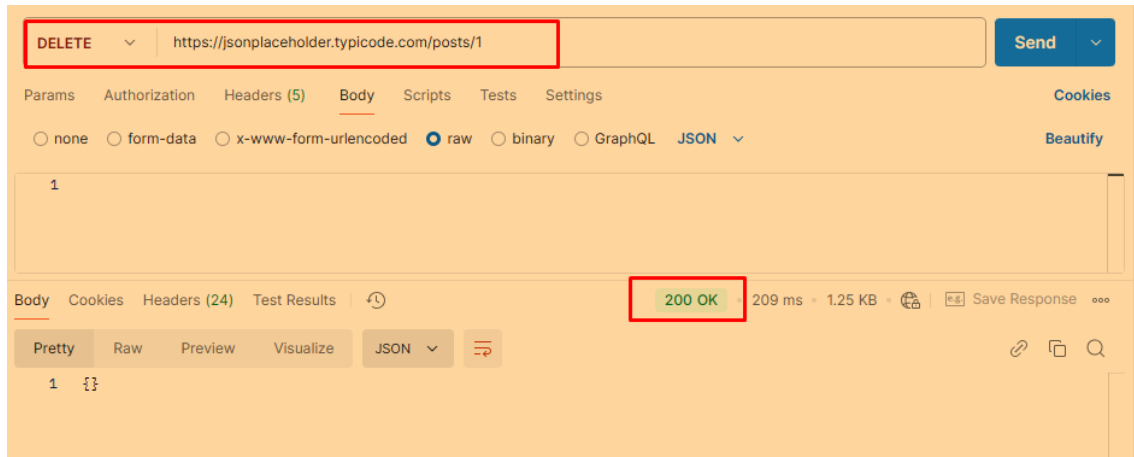 DELETE https://jsonplaceholder.typicode.com/posts/1 Send
Params Authorization Headers (5) Body Scripts Tests Settings Cookies
none form-data x-www-form-urlencoded raw binary GraphQL JSON Beautify
1
Body Cookies Headers (24) Test Results 200 OK 209 ms 1.25 KB e.g. Save Response
Pretty Raw Preview Visualize JSON
1 {}